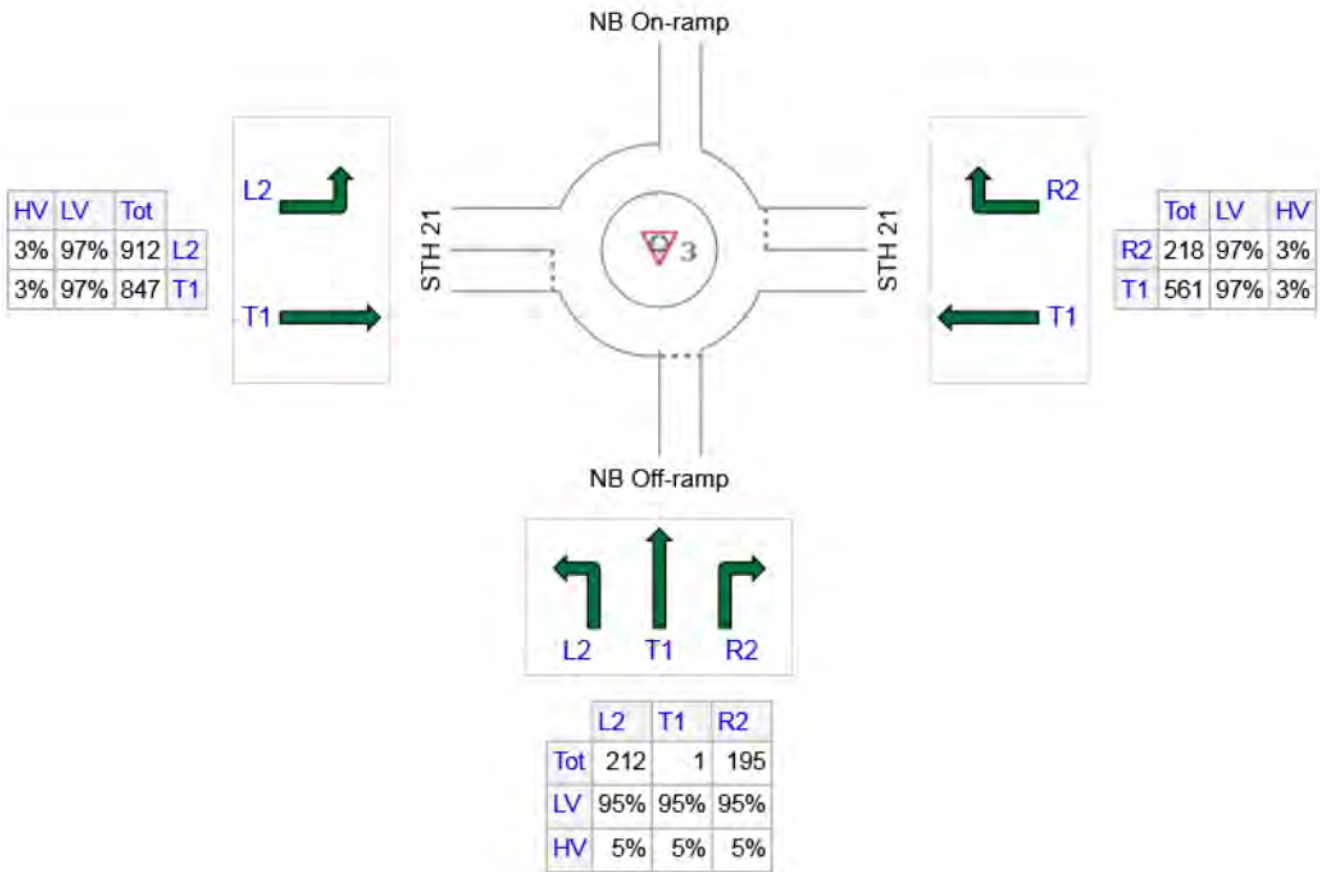 NB On-ramp
L2
T1
HV LV Tot
3% 97% 912 L2
3% 97% 847 T1
STH 21
3
STH 21
R2
T1
Tot LV HV
R2 218 97% 3%
T1 561 97% 3%
NB Off-ramp
L2 T1 R2
L2 T1 R2
Tot 212 1 195
LV 95% 95% 95%
HV 5% 5% 5%